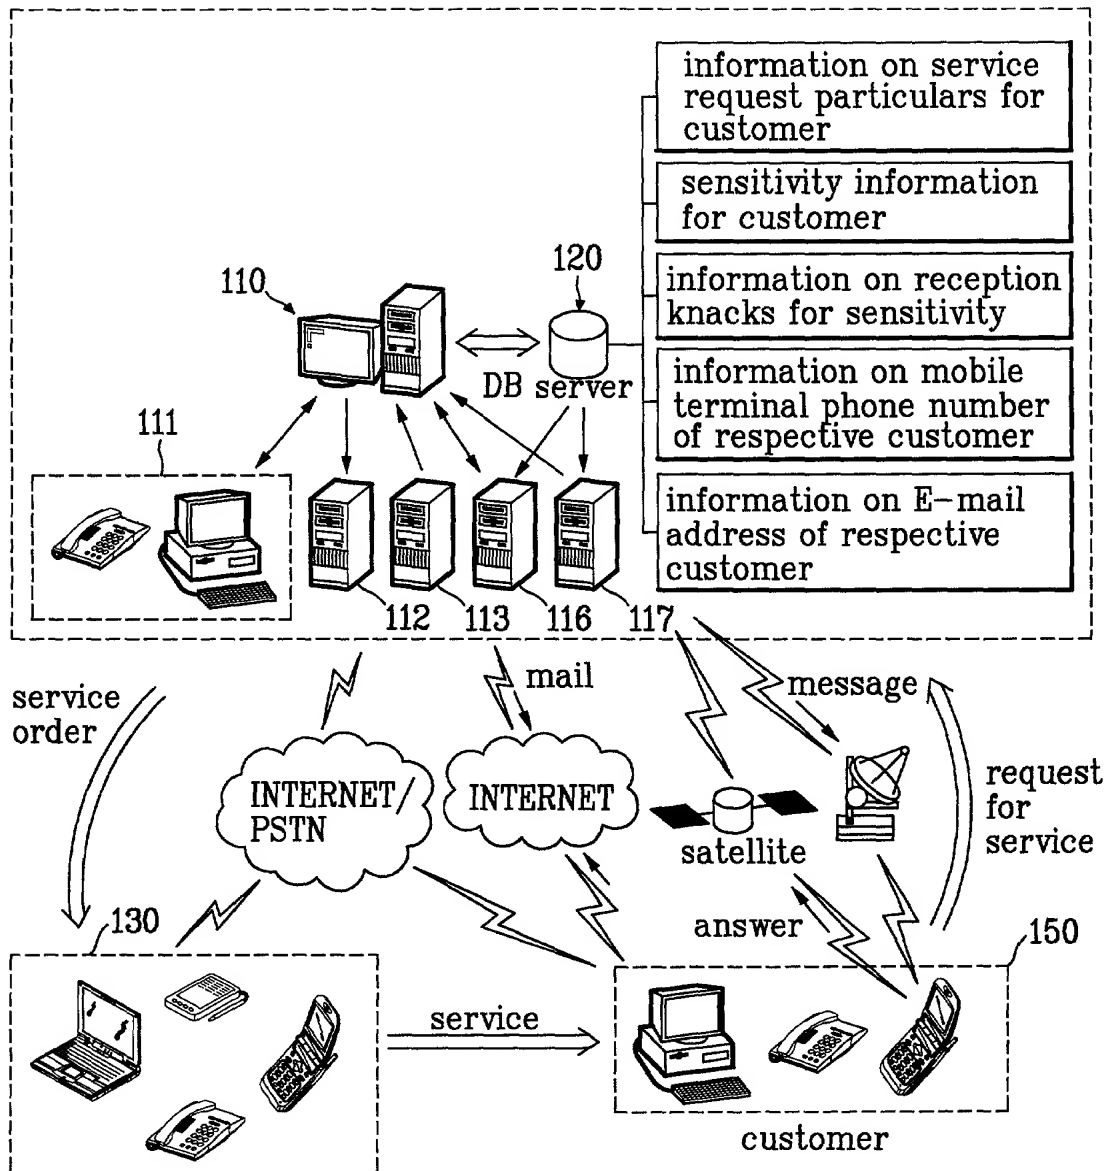 information on service
request particulars for
customer
sensitivity information
for customer
120
110
information on reception
knacks for sensitivity
DB server
information on mobile
terminal phone number
of respective customer
111
information on E-mail
address of respective
customer
112
113
116
117
service
order
mail
message
request
for
service
INTERNET/
PSTN
INTERNET
satellite
answer
130
150
service
customer